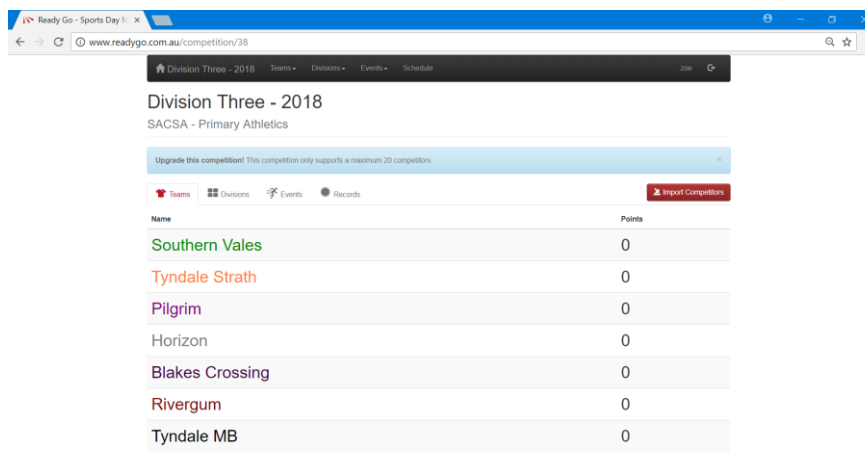 Ready Go - Sports Day M
www.readygo.com.au/competition/38
Division Three - 2018 Teams Divisions Events Schedule zoe
Division Three - 2018
SACSA - Primary Athletics
Upgrade this competition! This competition only supports a maximum 20 competitors
Teams Divisions Events Records Import Competitors
Name Points
Southern Vales 0
Tyndale Strath 0
Pilgrim 0
Horizon 0
Blakes Crossing 0
Rivergum 0
Tyndale MB 0